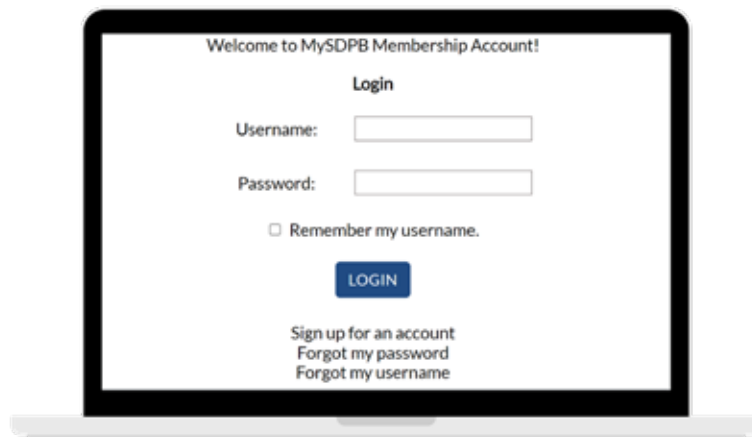 Welcome to MySDPB Membership Account!
Login
Username:
Password:
Remember my username.
LOGIN
Sign up for an account
Forgot my password
Forgot my username